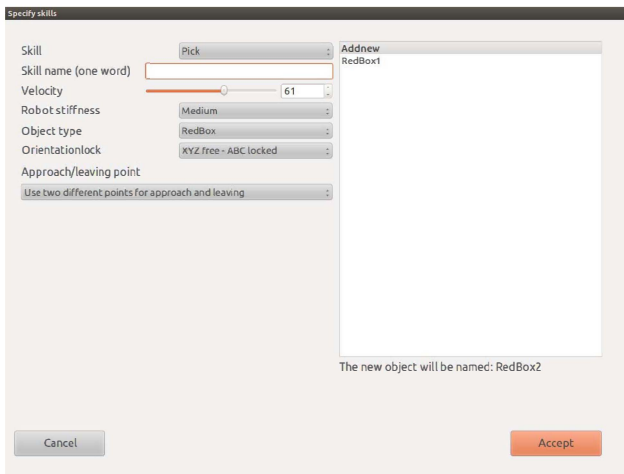 Specify skills
Skill Pick
Skill name (one word)
Velocity 61
Robot stiffness Medium
Object type RedBox
Orientationlock XYZ free - ABC locked
Approach/leaving point
Use two different points for approach and leaving
Addnew
RedBox1
The new object will be named: RedBox2
Cancel
Accept